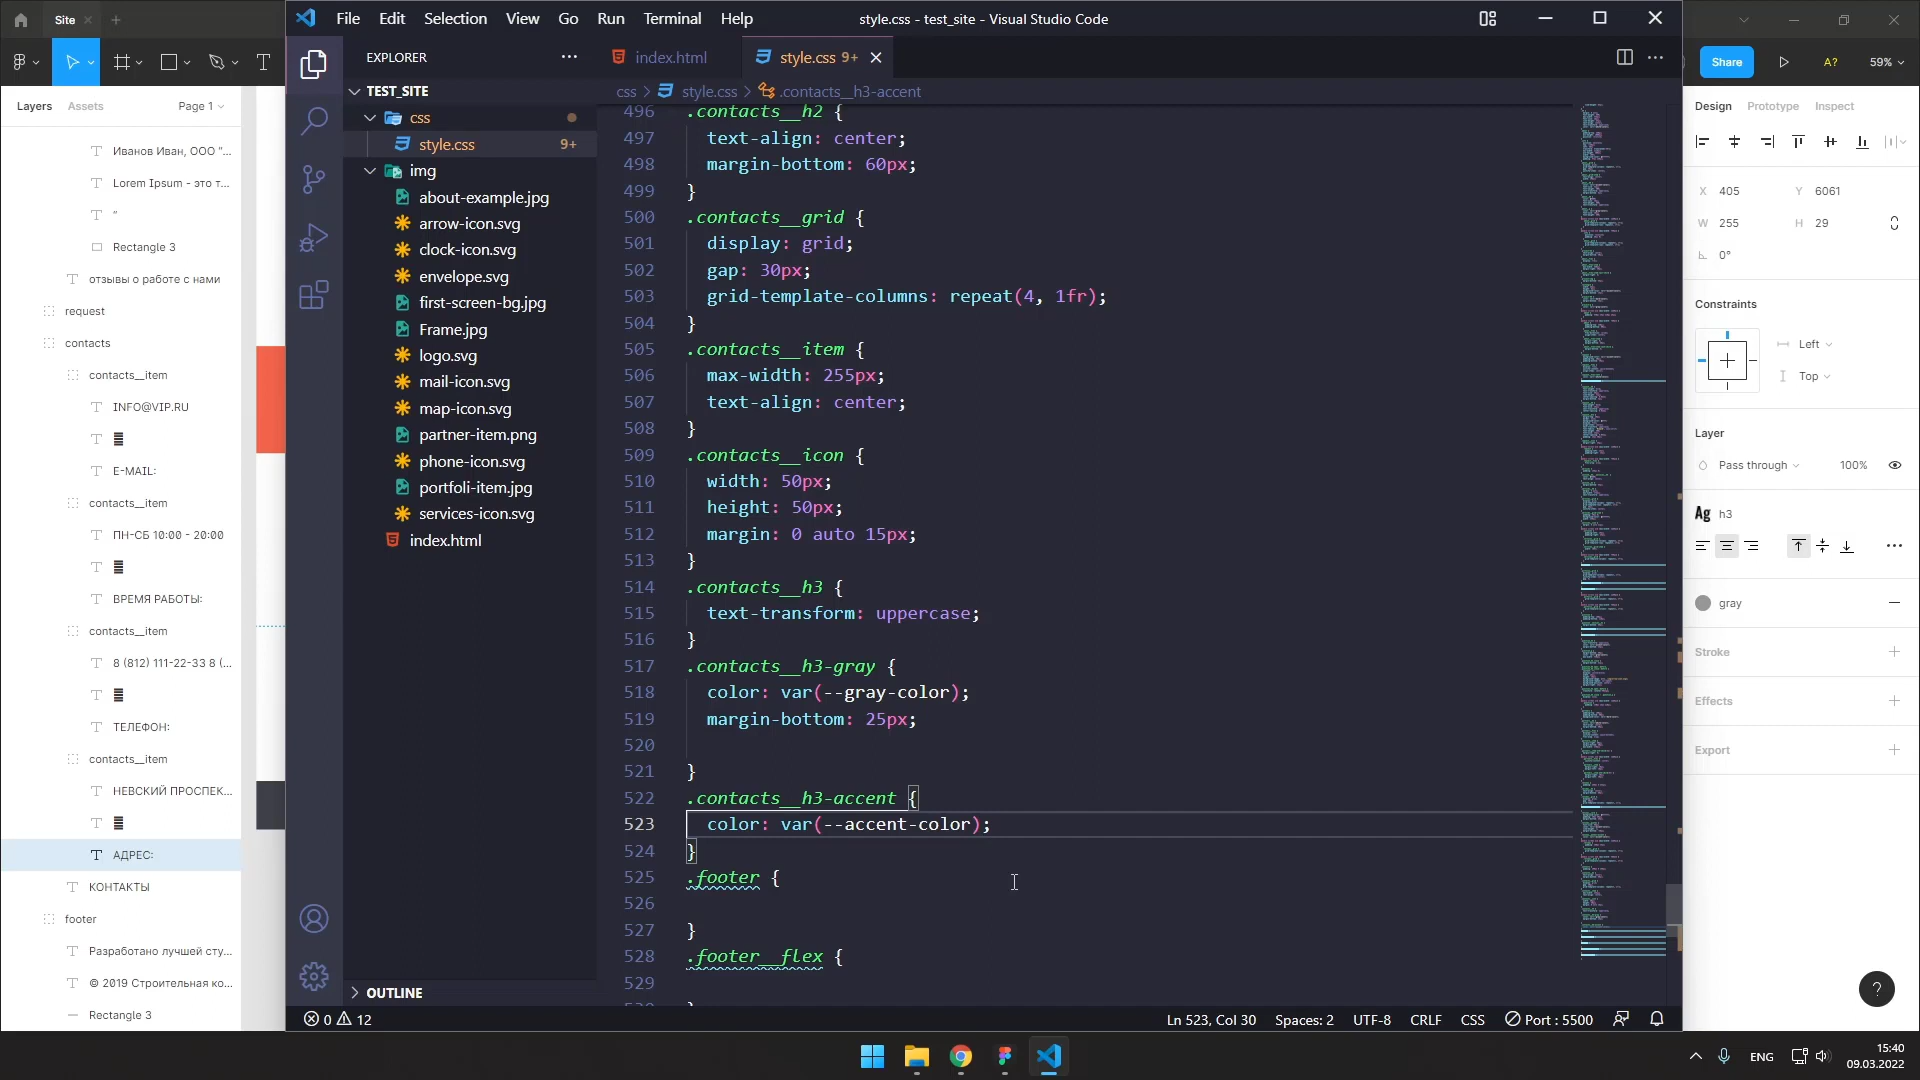 Site
File Edit Selection View Go Run Terminal Help
style.css - test_site - Visual Studio Code
Share
A?
59%
Layers
Assets
Page 1
Иванов Иван, ООО "...
Lorem Ipsum - это т...
"
Rectangle 3
отзывы о работе с нами
request
contacts
contacts__item
INFO@VIP.RU
E-MAIL:
contacts__item
ПН-СБ 10:00 - 20:00
ВРЕМЯ РАБОТЫ:
contacts__item
8 (812) 111-22-33 8 (...
ТЕЛЕФОН:
contacts__item
НЕВСКИЙ ПРОСПЕК...
АДРЕС:
КОНТАКТЫ
footer
Разработано лучшей сту...
© 2019 Строительная ко...
Rectangle 3
EXPLORER
TEST_SITE
css
style.css 9+
img
about-example.jpg
arrow-icon.svg
clock-icon.svg
envelope.svg
first-screen-bg.jpg
Frame.jpg
logo.svg
mail-icon.svg
map-icon.svg
partner-item.png
phone-icon.svg
portfoli-item.jpg
services-icon.svg
index.html
OUTLINE
index.html
style.css 9+
css > style.css > .contacts__h3-accent
496 .contacts__h2 {
497 text-align: center;
498 margin-bottom: 60px;
499 }
500 .contacts__grid {
501 display: grid;
502 gap: 30px;
503 grid-template-columns: repeat(4, 1fr);
504 }
505 .contacts__item {
506 max-width: 255px;
507 text-align: center;
508 }
509 .contacts__icon {
510 width: 50px;
511 height: 50px;
512 margin: 0 auto 15px;
513 }
514 .contacts__h3 {
515 text-transform: uppercase;
516 }
517 .contacts__h3-gray {
518 color: var(--gray-color);
519 margin-bottom: 25px;
520
521 }
522 .contacts__h3-accent {
523 color: var(--accent-color);
524 }
525 .footer {
526
527 }
528 .footer__flex {
529
Design
Prototype
Inspect
X 405
Y 6061
W 255
H 29
0°
Constraints
Left
Top
Layer
Pass through
100%
Ag h3
gray
Stroke
Effects
Export
?
0 12
Ln 523, Col 30
Spaces: 2
UTF-8
CRLF
CSS
Port : 5500
ENG
15:40
09.03.2022